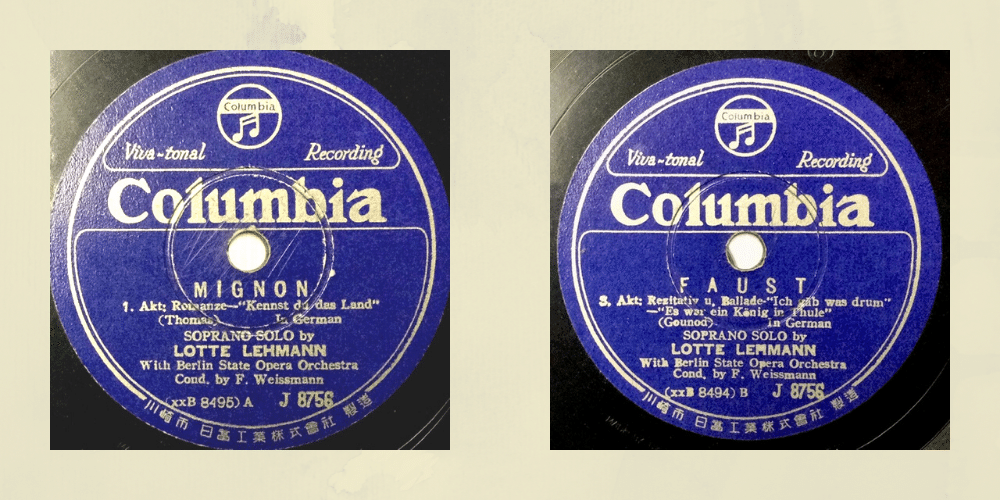 Columbia
Viva-tonal Recording
Columbia
MIGNON
1. Akt; Romanze—"Kennst du das Land"
(Thomas) In German
SOPRANO SOLO by
LOTTE LEHMANN
With Berlin State Opera Orchestra
Cond. by F. Weissmann
(xxB 8495) A J 8756
川崎市 日畜工業株式會社 製造
Columbia
Viva-tonal Recording
Columbia
FAUST
3. Akt; Rezitativ u, Ballade-"Ich gäb was drum"
—"Es war ein König in Thule"
(Gounod) In German
SOPRANO SOLO by
LOTTE LEHMANN
With Berlin State Opera Orchestra
Cond. by F. Weissmann
(xxB 8494) B J 8756
川崎市 日畜工業株式會社 製造